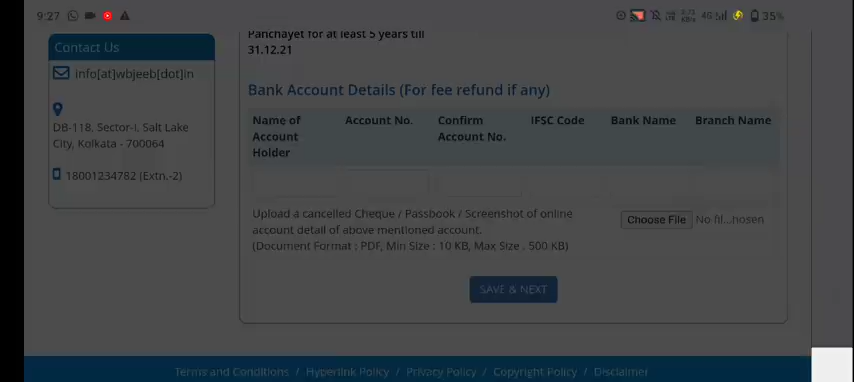 9:27
4G 35%
Contact Us
info[at]wbjeeb[dot]in
DB-118, Sector-I, Salt Lake
City, Kolkata - 700064
18001234782 (Extn.-2)
Panchayet for at least 5 years till
31.12.21
Bank Account Details (For fee refund if any)
Name of Account Holder
Account No.
Confirm Account No.
IFSC Code
Bank Name
Branch Name
Upload a cancelled Cheque / Passbook / Screenshot of online
account detail of above mentioned account.
(Document Format : PDF, Min Size : 10 KB, Max Size : 500 KB)
Choose File No fil...hosen
SAVE & NEXT
Terms and Conditions / Hyperlink Policy / Privacy Policy / Copyright Policy / Disclaimer